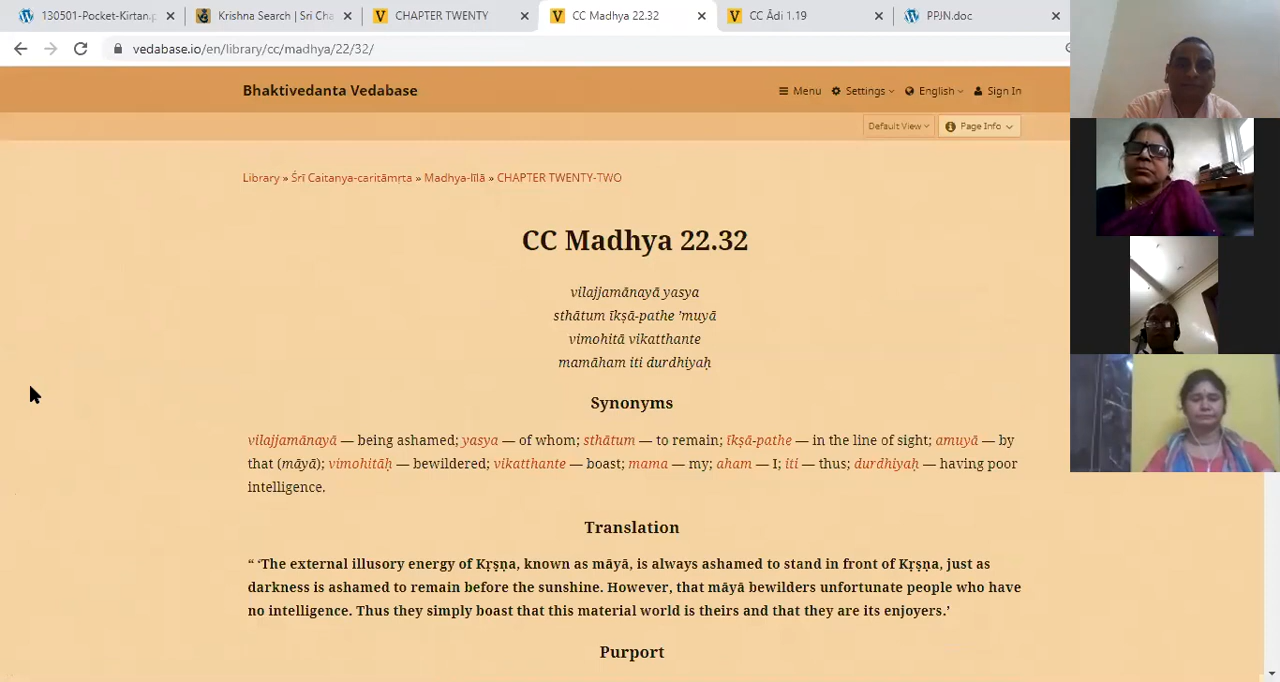 130501-Pocket-Kirtan.p
Krishna Search | Sri Cha
CHAPTER TWENTY
CC Madhya 22.32
CC Ādi 1.19
PPJN.doc
vedabase.io/en/library/cc/madhya/22/32/
Bhaktivedanta Vedabase
Menu Settings English Sign In
Default View Page Info
Library » Śrī Caitanya-caritāmṛta » Madhya-līlā » CHAPTER TWENTY-TWO
CC Madhya 22.32
vilajjamānayā yasya
sthātum īkṣā-pathe ’muyā
vimohitā vikatthante
mamāham iti durdhiyaḥ
Synonyms
vilajjamānayā — being ashamed; yasya — of whom; sthātum — to remain; īkṣā-pathe — in the line of sight; amuyā — by
that (māyā); vimohitāḥ — bewildered; vikatthante — boast; mama — my; aham — I; iti — thus; durdhiyaḥ — having poor
intelligence.
Translation
“ ‘The external illusory energy of Kṛṣṇa, known as māyā, is always ashamed to stand in front of Kṛṣṇa, just as
darkness is ashamed to remain before the sunshine. However, that māyā bewilders unfortunate people who have
no intelligence. Thus they simply boast that this material world is theirs and that they are its enjoyers.’
Purport